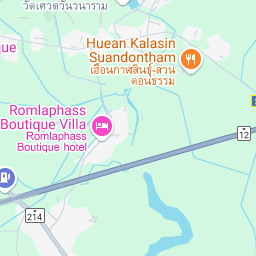 วัดเศวตวันวนาราม
que
Huean Kalasin
Suandontham
เฮือนกาฬสินธุ์-สวน
ดอนธรรม
Romlaphass
Boutique Villa
Romlaphass
Boutique hotel
12
214